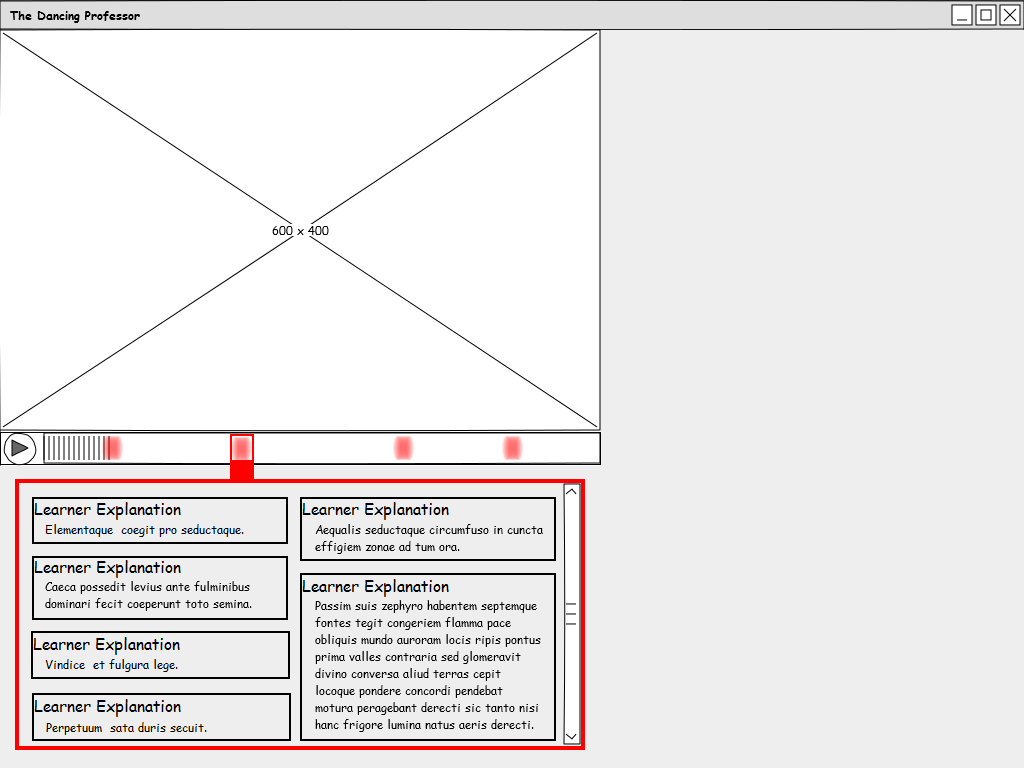 The Dancing Professor
600 x 400
Learner Explanation
Elementaque coegit pro seductaque.
Learner Explanation
Caeca possedit levius ante fulminibus
dominari fecit coeperunt toto semina.
Learner Explanation
Vindice et fulgura lege.
Learner Explanation
Perpetuum sata duris secuit.
Learner Explanation
Aequalis seductaque circumfuso in cuncta
effigiem zonae ad tum ora.
Learner Explanation
Passim suis zephyro habentem septemque
fontes tegit congeriem flamma pace
obliquis mundo auroram locis ripis pontus
prima valles contraria sed glomeravit
divino conversa aliud terras cepit
locoque pondere concordi pendebat
motura peragebant derecti sic tanto nisi
hanc frigore lumina natus aeris derecti.